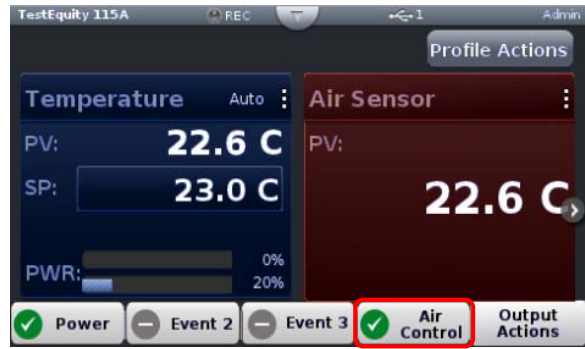 TestEquity 115A REC 1 Admin
Profile Actions
Temperature Auto Air Sensor
PV: 22.6 C PV:
SP: 23.0 C 22.6 C
0%
PWR: 20%
Power Event 2 Event 3 Air Control Output Actions